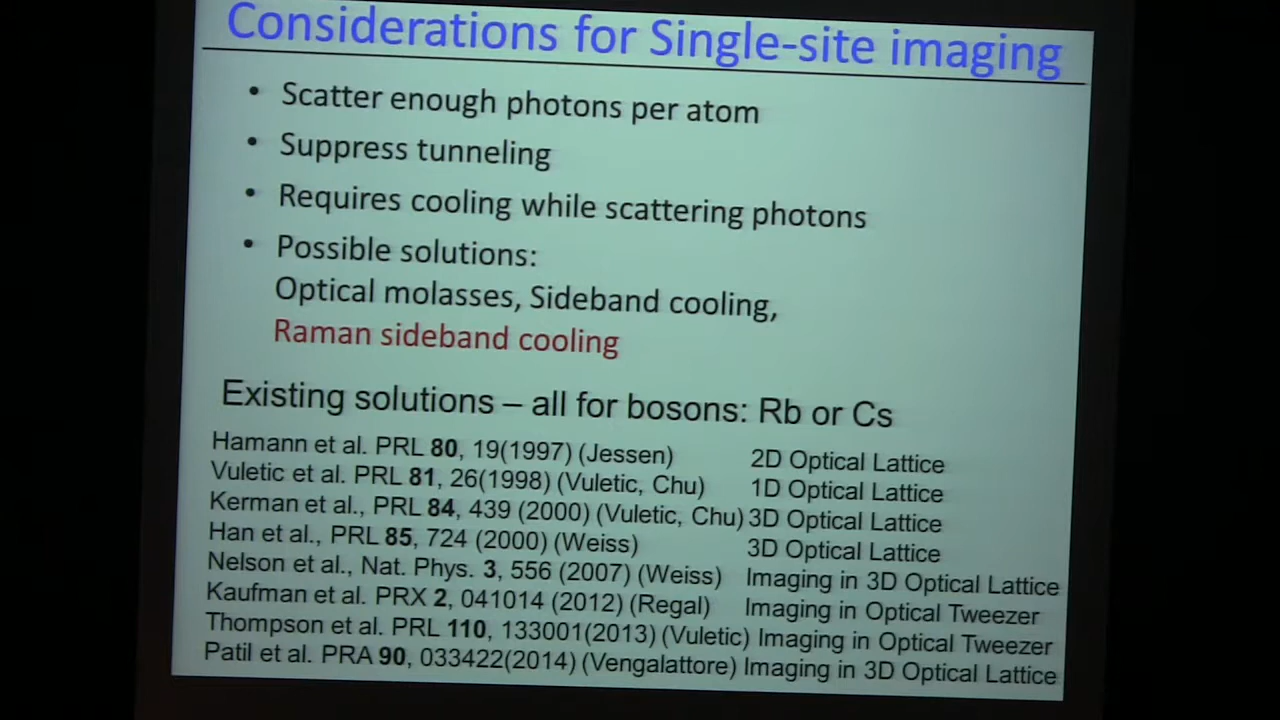 Considerations for Single-site imaging
• Scatter enough photons per atom
• Suppress tunneling
• Requires cooling while scattering photons
• Possible solutions:
Optical molasses, Sideband cooling,
Raman sideband cooling
Existing solutions – all for bosons: Rb or Cs
Hamann et al. PRL 80, 19(1997) (Jessen) 2D Optical Lattice
Vuletic et al. PRL 81, 26(1998) (Vuletic, Chu) 1D Optical Lattice
Kerman et al., PRL 84, 439 (2000) (Vuletic, Chu) 3D Optical Lattice
Han et al., PRL 85, 724 (2000) (Weiss) 3D Optical Lattice
Nelson et al., Nat. Phys. 3, 556 (2007) (Weiss) Imaging in 3D Optical Lattice
Kaufman et al. PRX 2, 041014 (2012) (Regal) Imaging in Optical Tweezer
Thompson et al. PRL 110, 133001(2013) (Vuletic) Imaging in Optical Tweezer
Patil et al. PRA 90, 033422(2014) (Vengalattore) Imaging in 3D Optical Lattice